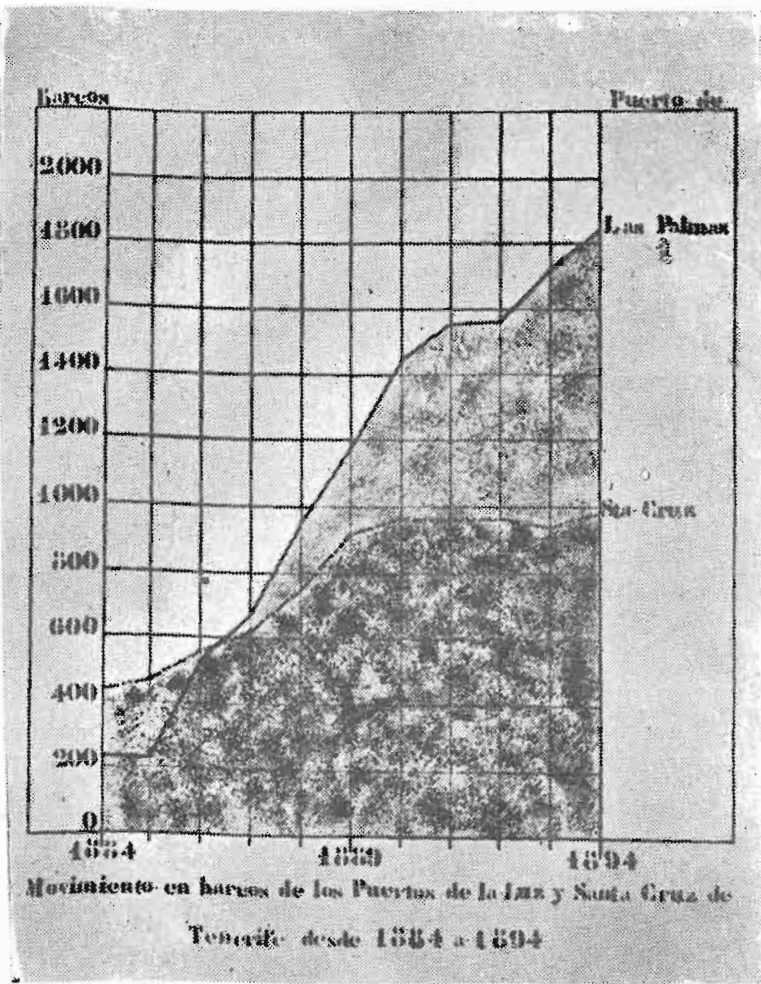 Barcos
Puerto de
2000
1800
Las Palmas
1600
1400
1200
1000
Sta Cruz
800
600
400
200
0
1884
1889
1894
Movimiento en barcos de los Puertos de la Luz y Santa Cruz de
Tenerife desde 1884 a 1894